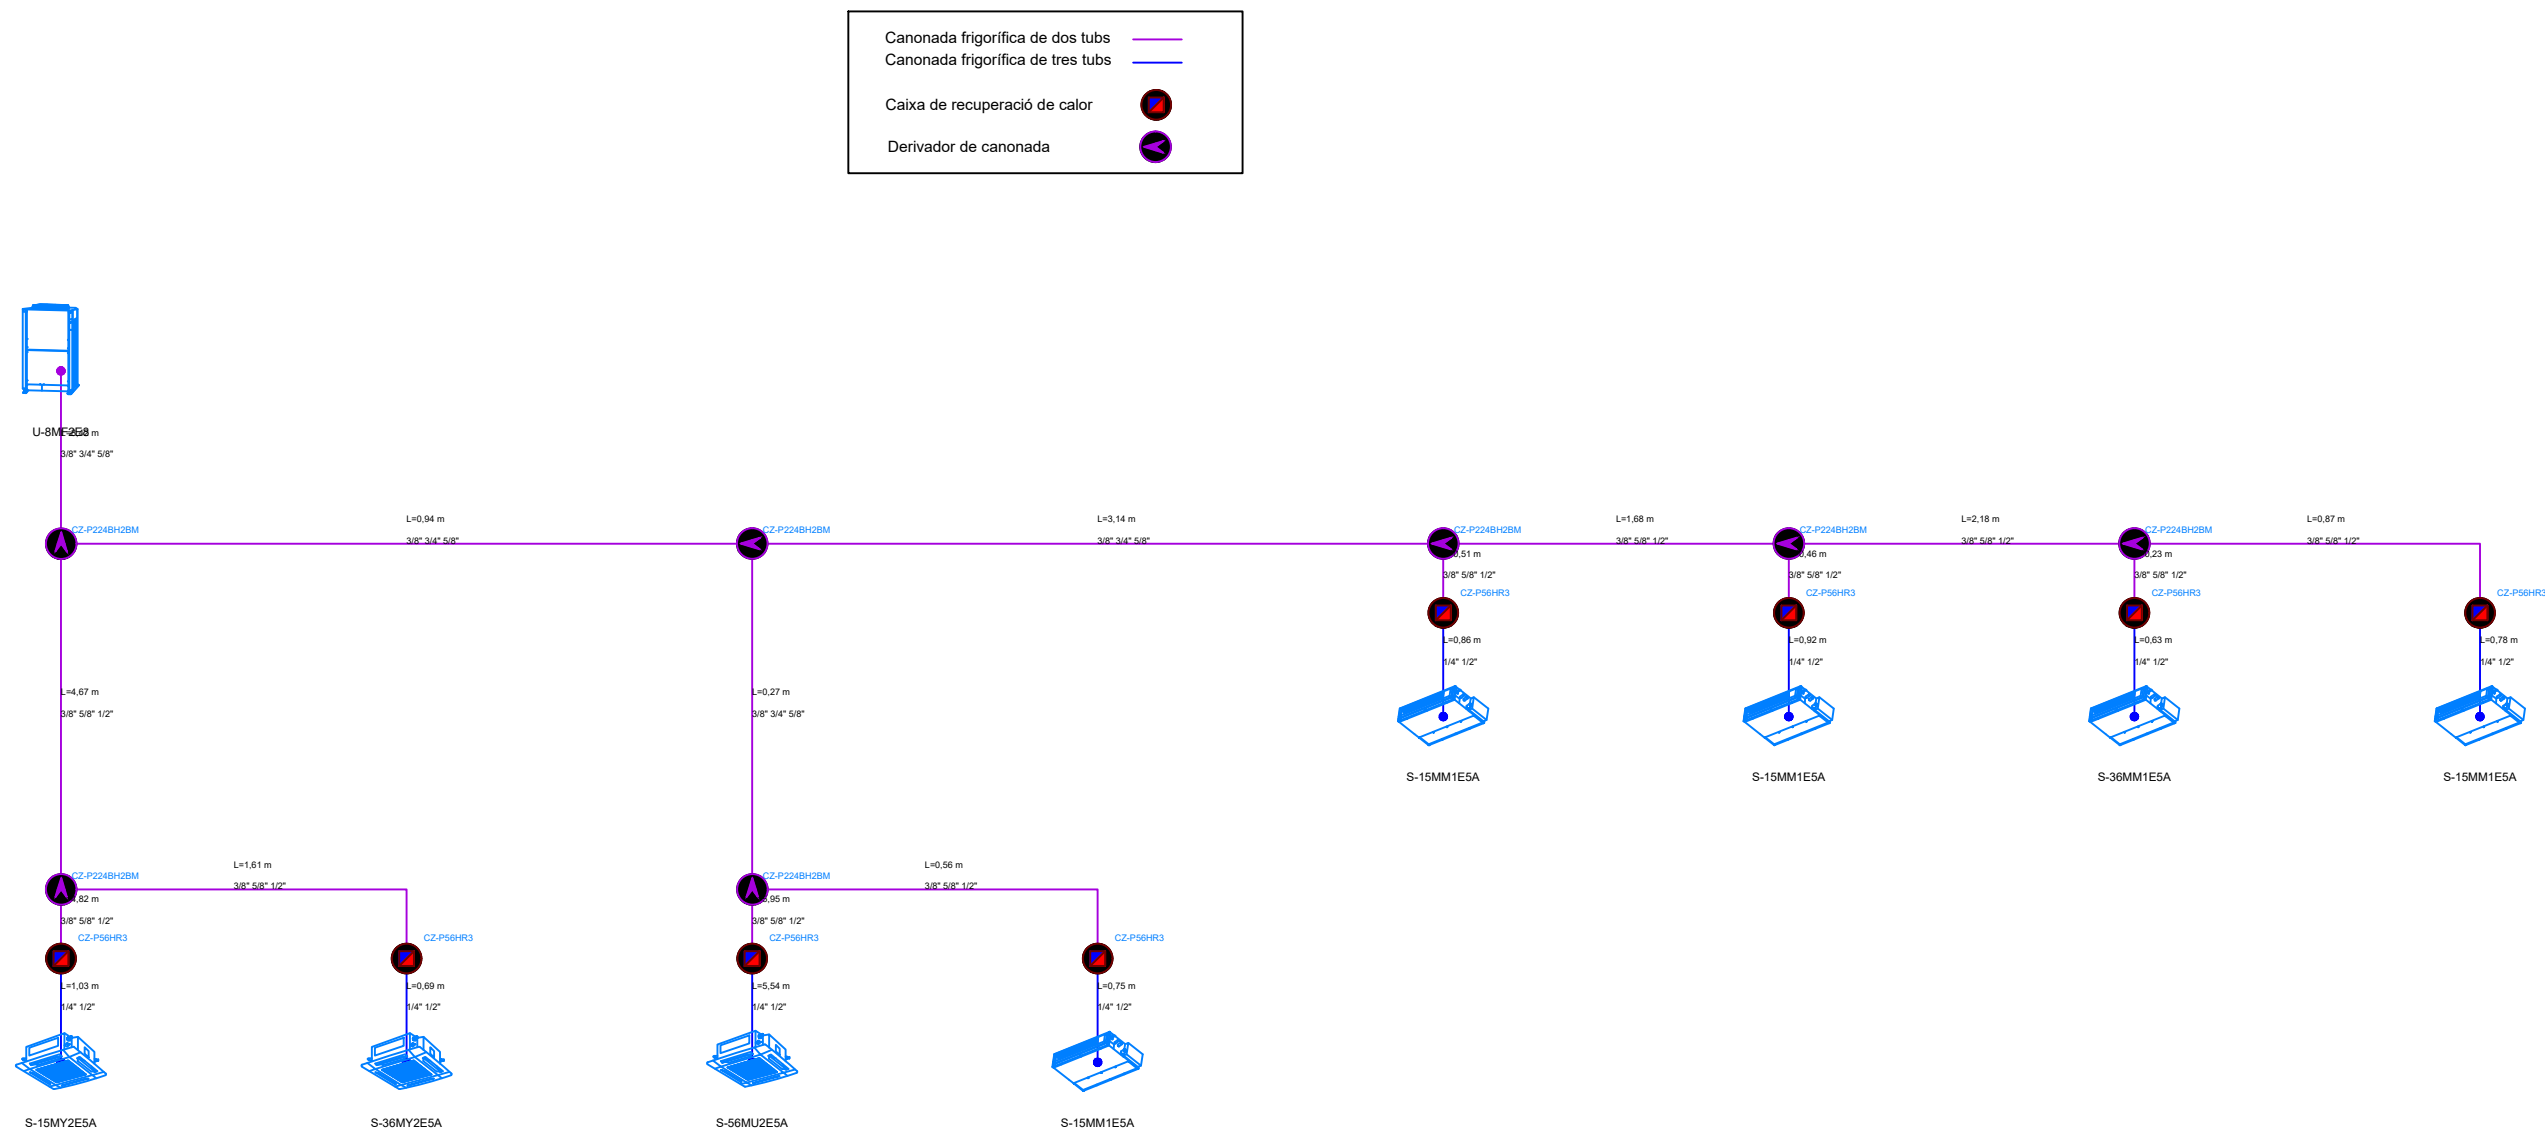 Canonada frigorífica de dos tubs
Canonada frigorífica de tres tubs
Caixa de recuperació de calor
Derivador de canonada
3/8" 3/4" 5/8"
CZ-P224BH2BM
L=0,94 m
3/8" 3/4" 5/8"
CZ-P224BH2BM
L=3,14 m
3/8" 3/4" 5/8"
CZ-P224BH2BM
L=1,68 m
3/8" 5/8" 1/2"
CZ-P224BH2BM
L=2,18 m
3/8" 5/8" 1/2"
CZ-P224BH2BM
L=0,87 m
3/8" 5/8" 1/2"
,51 m
3/8" 5/8" 1/2"
,46 m
3/8" 5/8" 1/2"
,23 m
3/8" 5/8" 1/2"
CZ-P56HR3
CZ-P56HR3
CZ-P56HR3
CZ-P56HR3
L=0,86 m
1/4" 1/2"
L=0,92 m
1/4" 1/2"
L=0,63 m
1/4" 1/2"
L=0,78 m
1/4" 1/2"
L=4,67 m
3/8" 5/8" 1/2"
L=0,27 m
3/8" 3/4" 5/8"
S-15MM1E5A
S-15MM1E5A
S-36MM1E5A
S-15MM1E5A
CZ-P224BH2BM
L=1,61 m
3/8" 5/8" 1/2"
CZ-P224BH2BM
L=0,56 m
3/8" 5/8" 1/2"
,82 m
3/8" 5/8" 1/2"
,95 m
3/8" 5/8" 1/2"
CZ-P56HR3
CZ-P56HR3
CZ-P56HR3
CZ-P56HR3
L=1,03 m
1/4" 1/2"
L=0,69 m
1/4" 1/2"
L=5,54 m
1/4" 1/2"
L=0,75 m
1/4" 1/2"
S-15MY2E5A
S-36MY2E5A
S-56MU2E5A
S-15MM1E5A